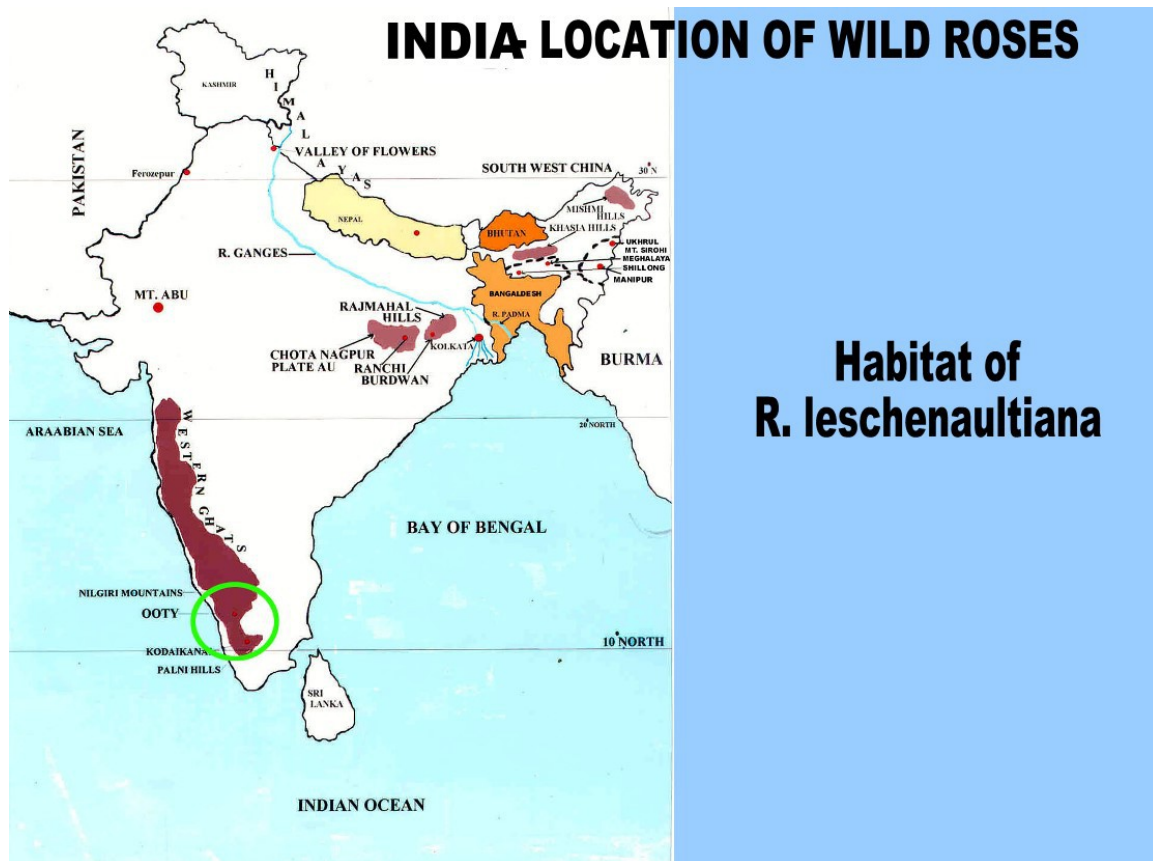 INDIA- LOCATION OF WILD ROSES
KASHMIR
HIMALAYAS
PAKISTAN
VALLEY OF FLOWERS
Ferozepur
SOUTH WEST CHINA
30°N
NEPAL
MISHMI
HILLS
BHUTAN
KHASIA HILLS
R. GANGES
UKHRUL
MT. SIROHI
MEGHALAYA
SHILLONG
MANIPUR
MT. ABU
BANGALDESH
RAJMAHAL
HILLS
R. PADMA
KOLKATA
CHOTA NAGPUR
PLATE AU
RANCHI
BURDWAN
BURMA
Habitat of
R. leschenaultiana
ARAABIAN SEA
20° NORTH
WESTERN GHATS
BAY OF BENGAL
NILGIRI MOUNTAINS
OOTY
KODAIKANAL
10 NORTH
PALNI HILLS
SRI
LANKA
INDIAN OCEAN